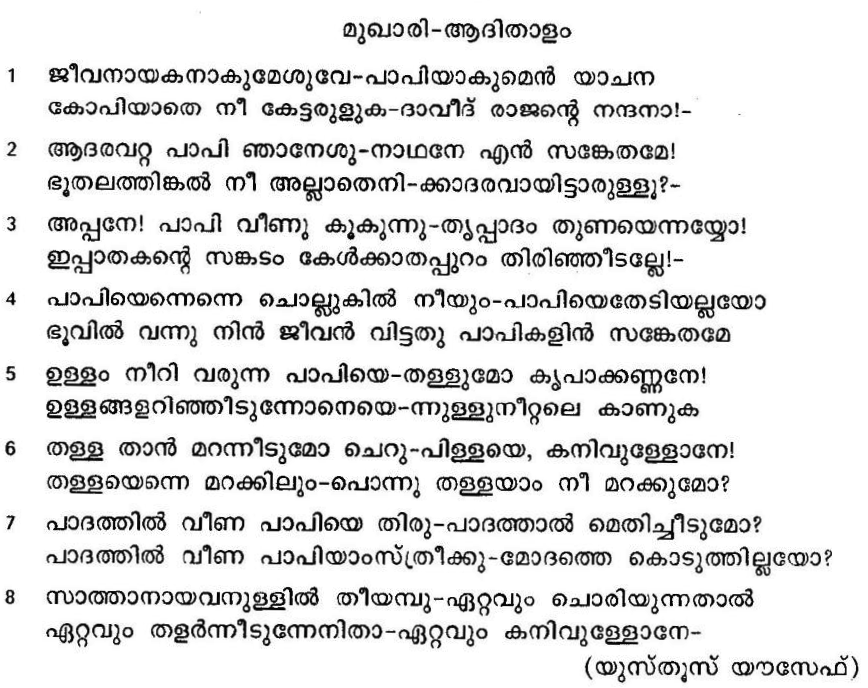 മുഖാരി-ആദിതാളം
1 ജീവനായകനാകുമേശുവേ-പാപിയാകുമെൻ യാചന
കോപിയാതെ നീ കേട്ടരുളുക-ദാവീദ് രാജന്റെ നന്ദനാ!-
2 ആദരവറ്റ പാപി ഞാനേശു-നാഥനേ എൻ സങ്കേതമേ!
ഭൂതലത്തിങ്കൽ നീ അല്ലാതെനി-ക്കാദരവായിട്ടാരുള്ളൂ?-
3 അപ്പനേ! പാപി വീണു കൂകുന്നു-തൃപ്പാദം തുണയെന്നയ്യോ!
ഇപ്പാതകന്റെ സങ്കടം കേൾക്കാതപ്പുറം തിരിഞ്ഞീടല്ലേ!-
4 പാപിയെന്നെന്നെ ചൊല്ലുകിൽ നീയും-പാപിയെതേടിയല്ലയോ
ഭൂവിൽ വന്നു നിൻ ജീവൻ വിട്ടതു പാപികളിൻ സങ്കേതമേ
5 ഉള്ളം നീറി വരുന്ന പാപിയെ-തള്ളുമോ കൃപാക്കണ്ണനേ!
ഉള്ളങ്ങളറിഞ്ഞീടുന്നോനെയെ-ന്നുള്ളുനീറ്റലെ കാണുക
6 തള്ള താൻ മറന്നീടുമോ ചെറു-പിള്ളയെ, കനിവുള്ളോനേ!
തള്ളയെന്നെ മറക്കിലും-പൊന്നു തള്ളയാം നീ മറക്കുമോ?
7 പാദത്തിൽ വീണ പാപിയെ തിരു-പാദത്താൽ മെതിച്ചീടുമോ?
പാദത്തിൽ വീണ പാപിയാംസ്ത്രീക്കു-മോദത്തെ കൊടുത്തില്ലയോ?
8 സാത്താനായവനുള്ളിൽ തീയമ്പു-ഏറ്റവും ചൊരിയുന്നതാൽ
ഏറ്റവും തളർന്നീടുന്നേനിതാ-ഏറ്റവും കനിവുള്ളോനേ-
(യുസ്തൂസ് യൗസേഫ്)